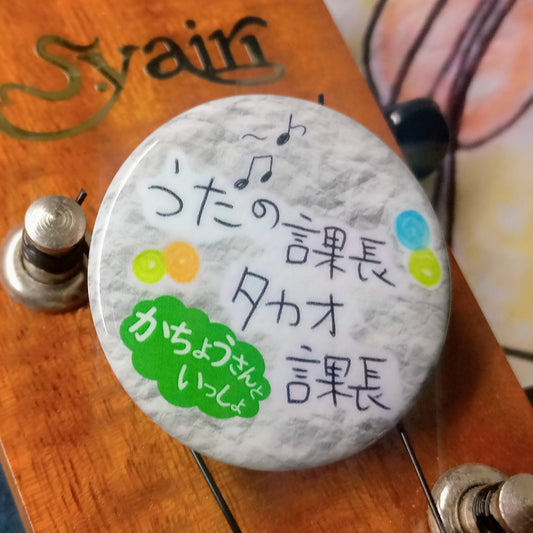 Syairi
うたの
課長
タカオ
課長
かちょうさんと
いっしょ